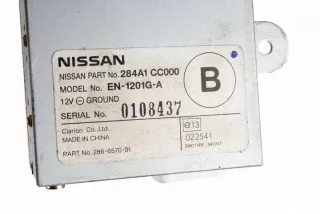 NISSAN
NISSAN PART No. 284A1 CC000
MODEL No. EN-1201G-A
12V ⊖ GROUND
B
SERIAL No. 0108437
Clarion Co., Ltd.
MADE IN CHINA
e13
022541
PART No. 286-6570-01